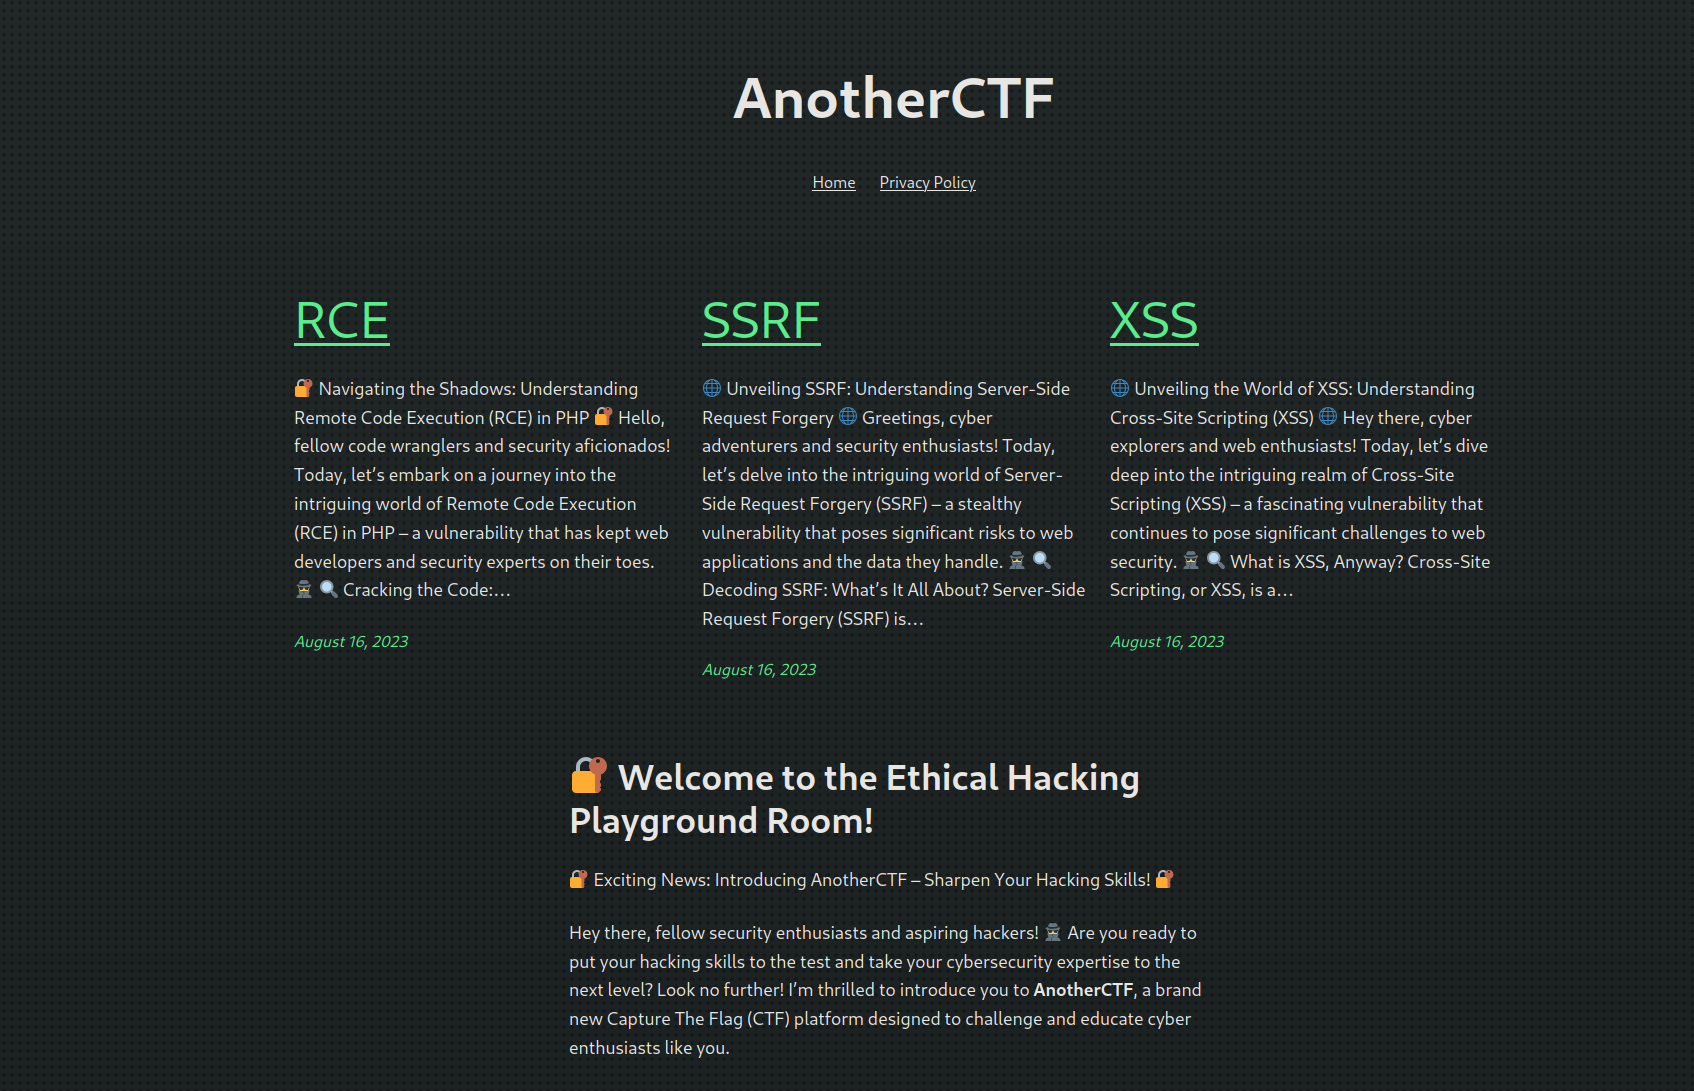 AnotherCTF
Home Privacy Policy
RCE
🔐 Navigating the Shadows: Understanding
Remote Code Execution (RCE) in PHP 🔐 Hello,
fellow code wranglers and security aficionados!
Today, let’s embark on a journey into the
intriguing world of Remote Code Execution
(RCE) in PHP – a vulnerability that has kept web
developers and security experts on their toes.
🕵️ 🔍 Cracking the Code:…
August 16, 2023
SSRF
🌐 Unveiling SSRF: Understanding Server-Side
Request Forgery 🌐 Greetings, cyber
adventurers and security enthusiasts! Today,
let’s delve into the intriguing world of Server-
Side Request Forgery (SSRF) – a stealthy
vulnerability that poses significant risks to web
applications and the data they handle. 🕵️ 🔍
Decoding SSRF: What’s It All About? Server-Side
Request Forgery (SSRF) is…
August 16, 2023
XSS
🌐 Unveiling the World of XSS: Understanding
Cross-Site Scripting (XSS) 🌐 Hey there, cyber
explorers and web enthusiasts! Today, let’s dive
deep into the intriguing realm of Cross-Site
Scripting (XSS) – a fascinating vulnerability that
continues to pose significant challenges to web
security. 🕵️ 🔍 What is XSS, Anyway? Cross-Site
Scripting, or XSS, is a…
August 16, 2023
🔐 Welcome to the Ethical Hacking
Playground Room!
🔐 Exciting News: Introducing AnotherCTF – Sharpen Your Hacking Skills! 🔐
Hey there, fellow security enthusiasts and aspiring hackers! 🕵️ Are you ready to
put your hacking skills to the test and take your cybersecurity expertise to the
next level? Look no further! I’m thrilled to introduce you to AnotherCTF, a brand
new Capture The Flag (CTF) platform designed to challenge and educate cyber
enthusiasts like you.